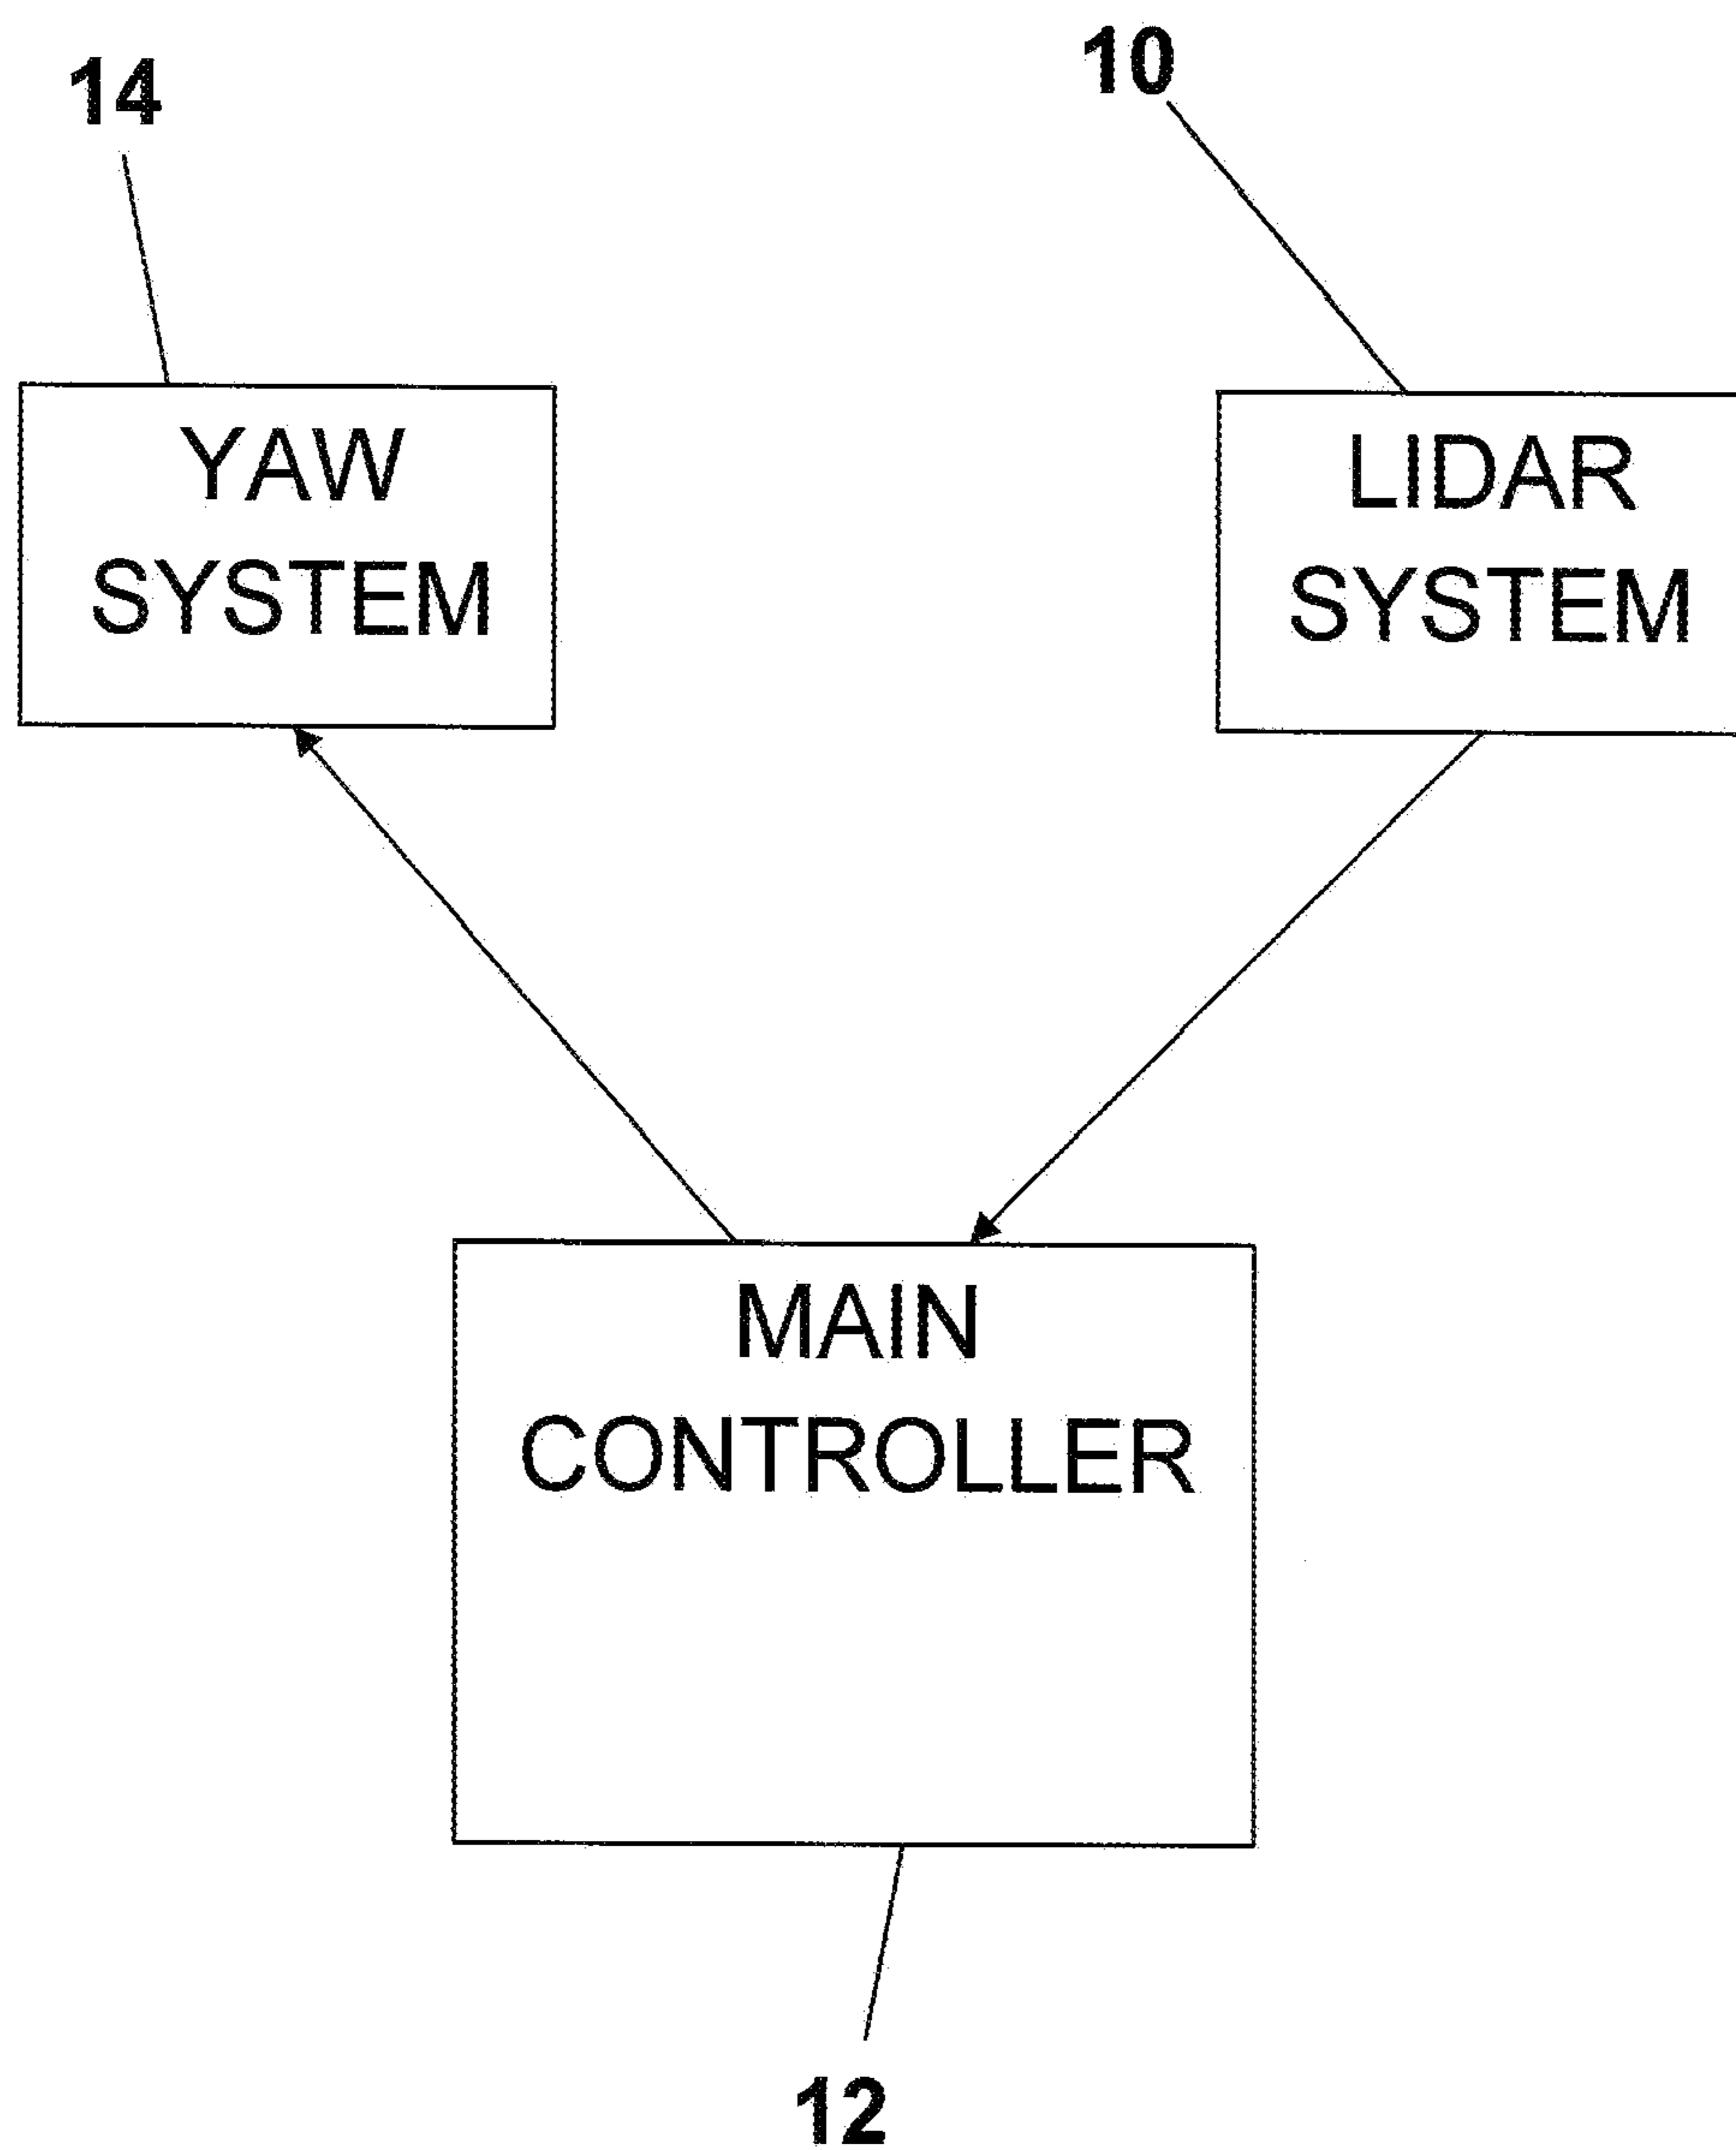 14
10
YAW
SYSTEM
LIDAR
SYSTEM
MAIN
CONTROLLER
12